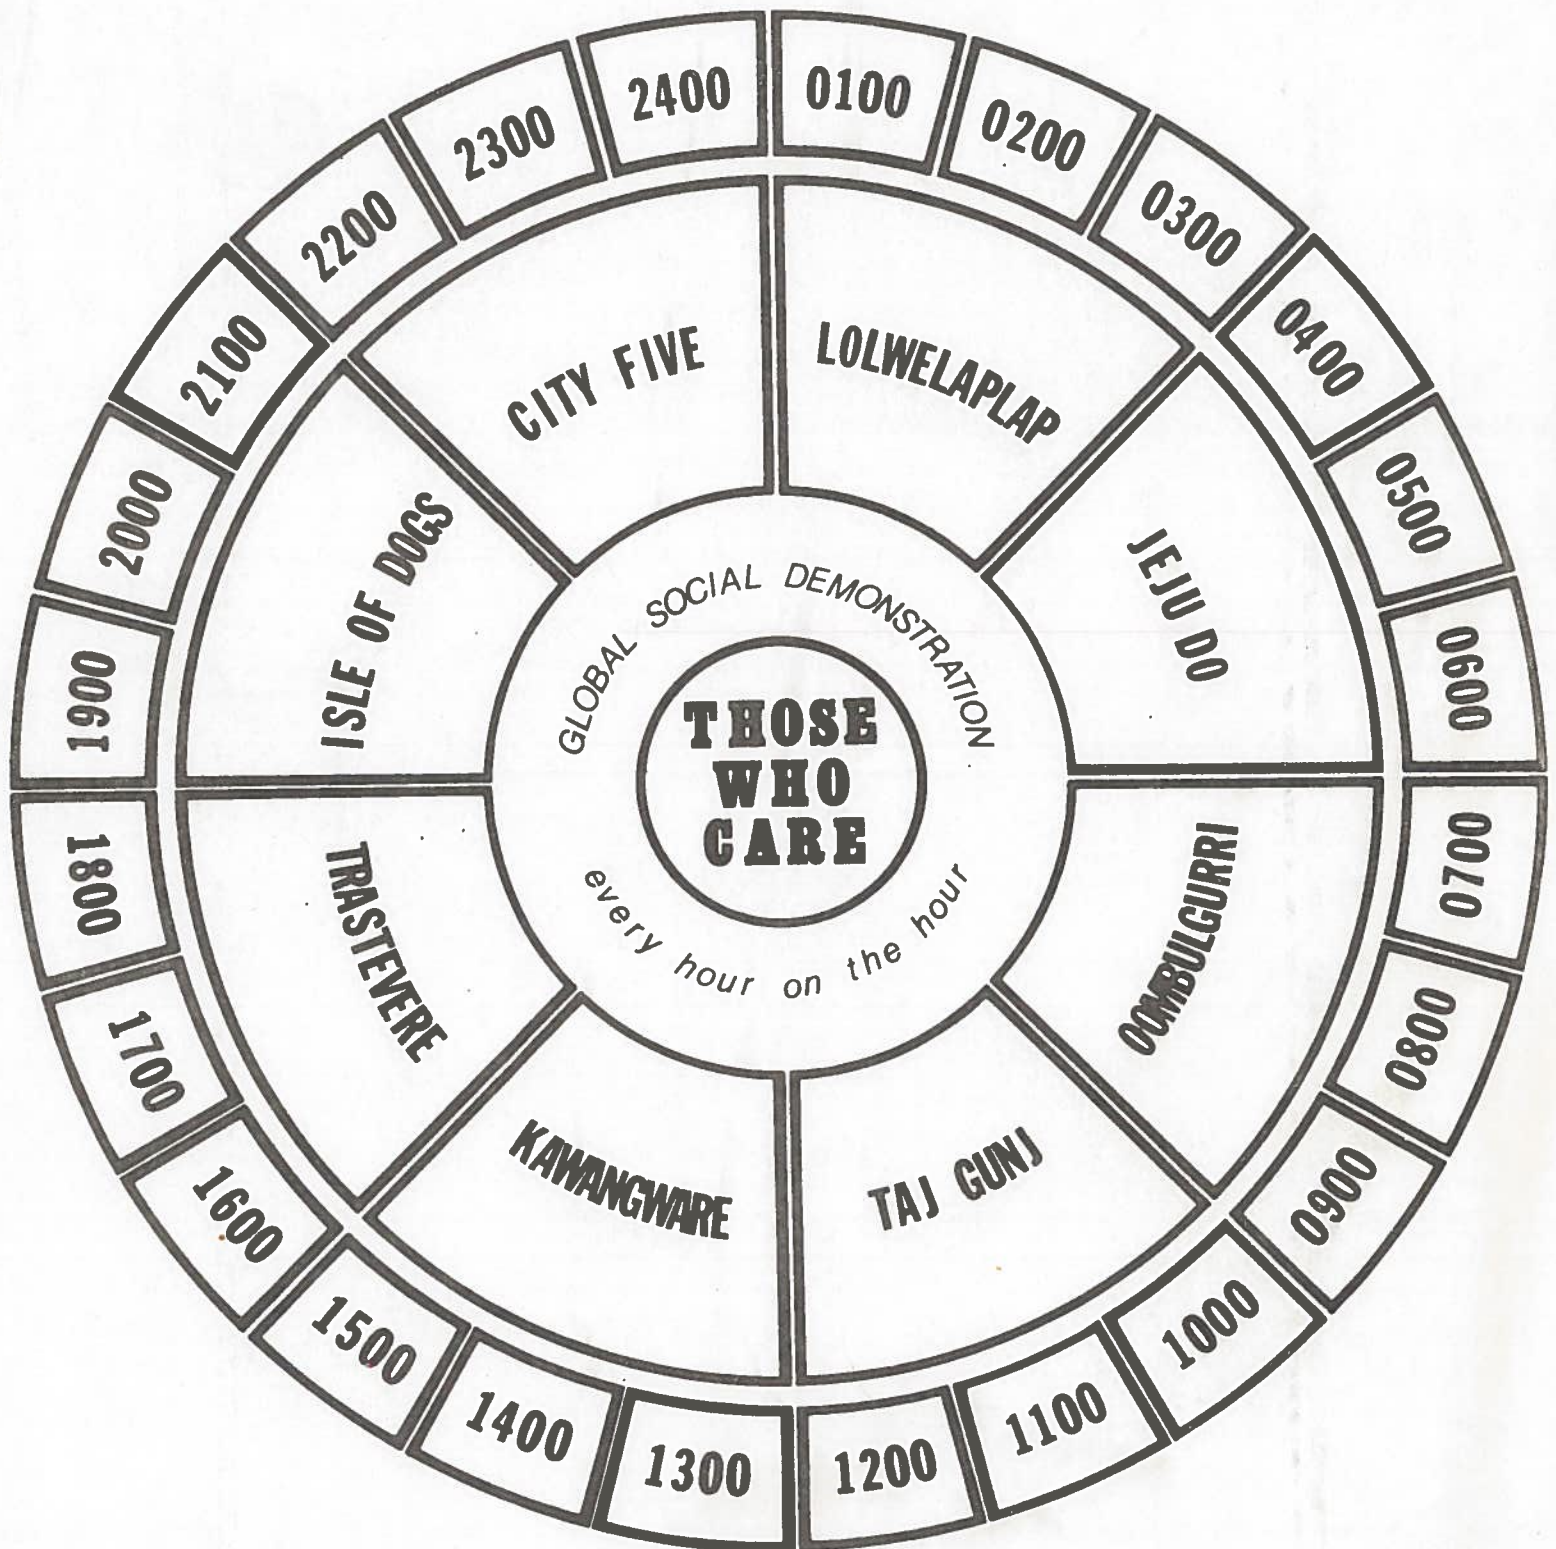 0100
0200
0300
0400
0500
0600
0700
0800
0900
1000
1100
1200
1300
1400
1500
1600
1700
1800
1900
2000
2100
2200
2300
2400
LOLWELAPLAP
JEJU DO
OOMBULGURRI
TAJ GUNJ
KAWANGWARE
TRASTEVERE
ISLE OF DOGS
CITY FIVE
GLOBAL SOCIAL DEMONSTRATION
THOSE
WHO
CARE
every hour on the hour